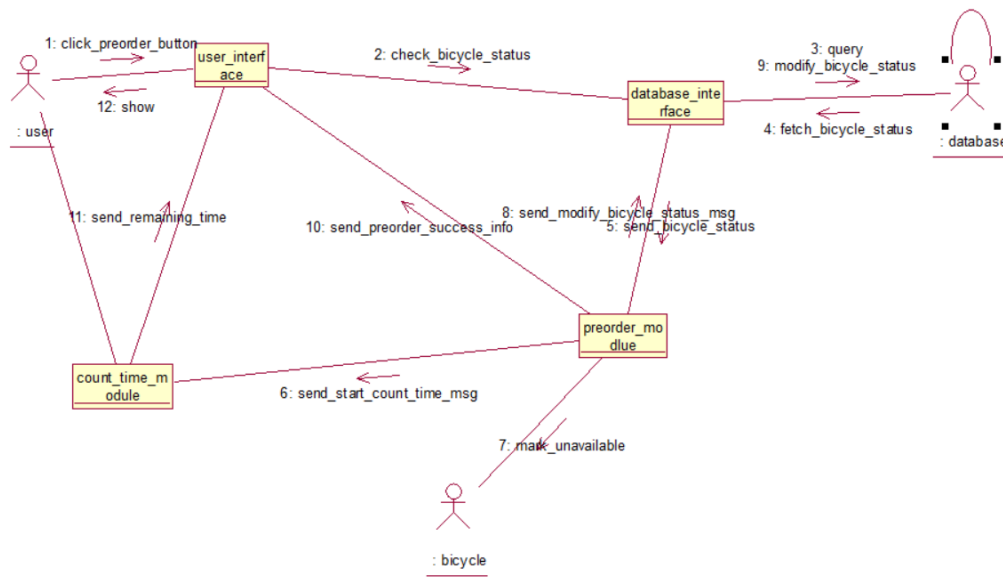 1: click_preorder_button
user_interf
ace
2: check_bicycle_status
3: query
9: modify_bicycle_status
12: show
database_inte
rface
4: fetch_bicycle_status
: user
: database
11: send_remaining_time
10: send_preorder_success_info
8: send_modify_bicycle_status_msg
5: send_bicycle_status
preorder_mo
dlue
count_time_m
odule
6: send_start_count_time_msg
7: mark_unavailable
: bicycle